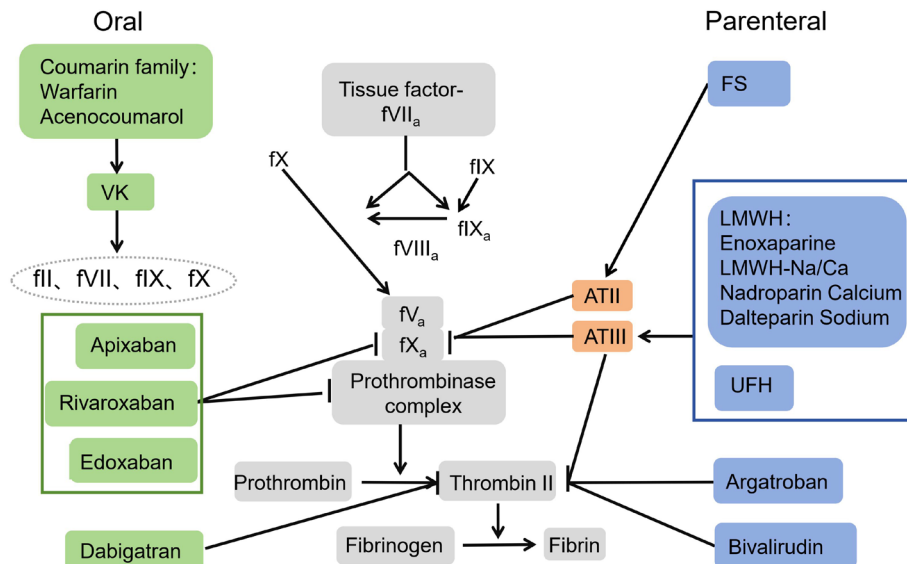 Oral
Parenteral
Coumarin family:
Warfarin
Acenocoumarol
VK
fII、fVII、fIX、fX
Apixaban
Rivaroxaban
Edoxaban
Dabigatran
Tissue factor-
fVIIa
fX
fIX
fIXa
fVIIIa
fVa
fXa
Prothrombinase
complex
Prothrombin
Thrombin II
Fibrinogen
Fibrin
ATII
ATIII
FS
LMWH:
Enoxaparine
LMWH-Na/Ca
Nadroparin Calcium
Dalteparin Sodium
UFH
Argatroban
Bivalirudin